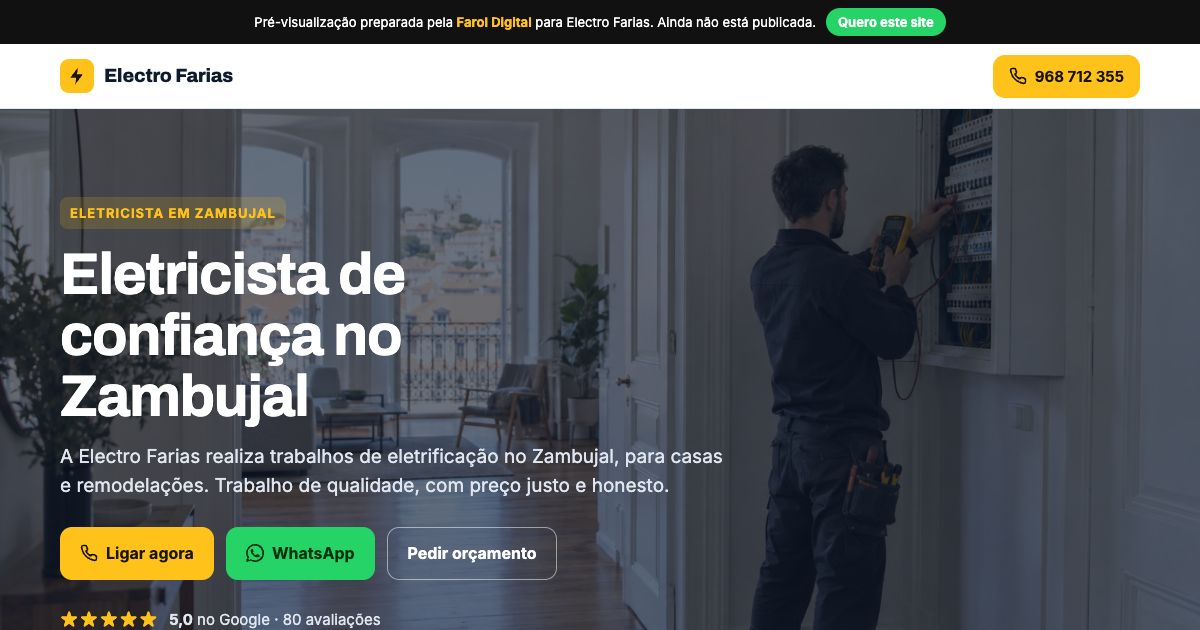 Pré-visualização preparada pela Farol Digital para Electro Farias. Ainda não está publicada. Quero este site
Electro Farias
968 712 355
ELETRICISTA EM ZAMBUJAL
Eletricista de
confiança no
Zambujal
A Electro Farias realiza trabalhos de eletrificação no Zambujal, para casas
e remodelações. Trabalho de qualidade, com preço justo e honesto.
Ligar agora
WhatsApp
Pedir orçamento
5,0 no Google · 80 avaliações